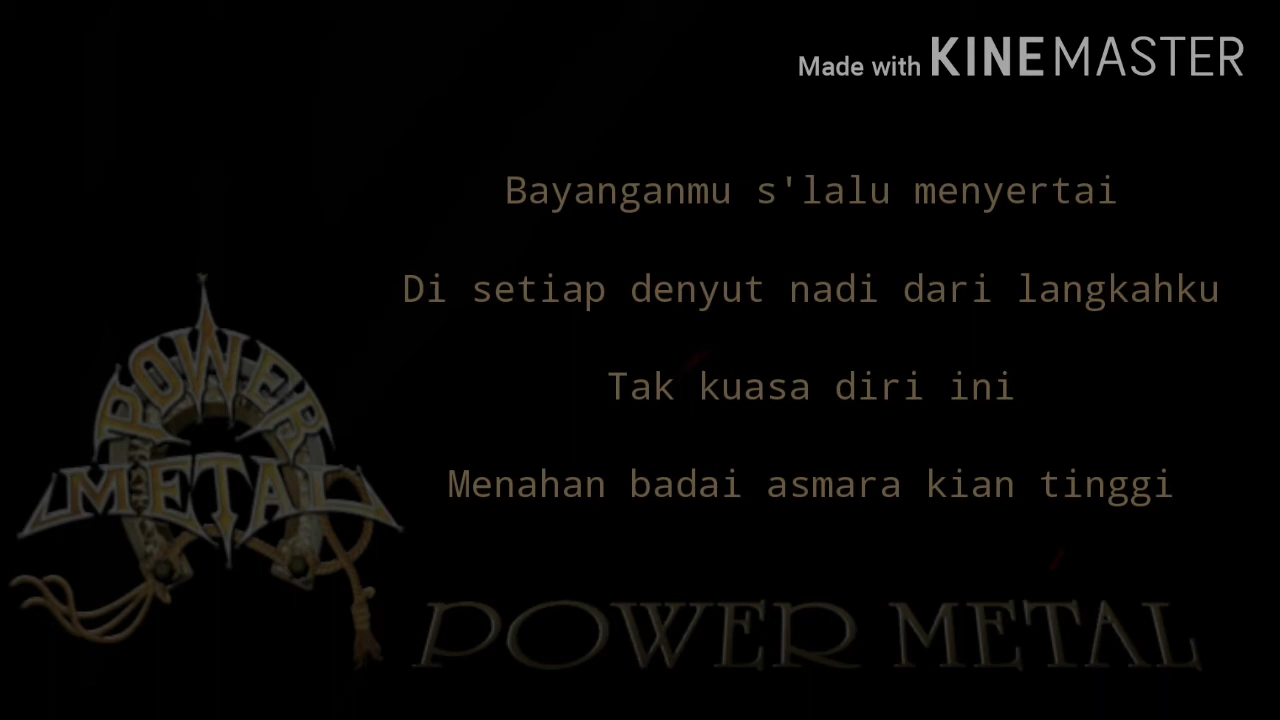 Made with KINEMASTER
Bayanganmu s'lalu menyertai
Di setiap denyut nadi dari langkahku
Tak kuasa diri ini
Menahan badai asmara kian tinggi
POWER
METAL
POWER METAL